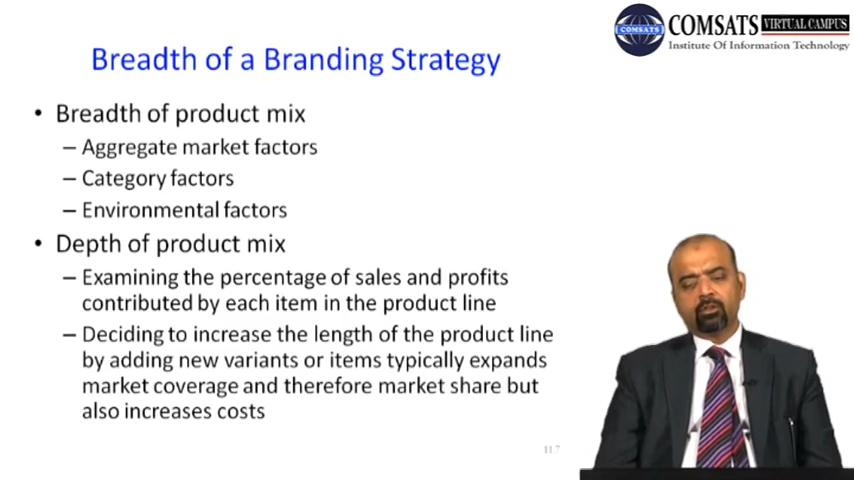 COMSATS VIRTUAL CAMPUS
COMSATS
Institute Of Information Technology
Breadth of a Branding Strategy
• Breadth of product mix
– Aggregate market factors
– Category factors
– Environmental factors
• Depth of product mix
– Examining the percentage of sales and profits
contributed by each item in the product line
– Deciding to increase the length of the product line
by adding new variants or items typically expands
market coverage and therefore market share but
also increases costs
11.7